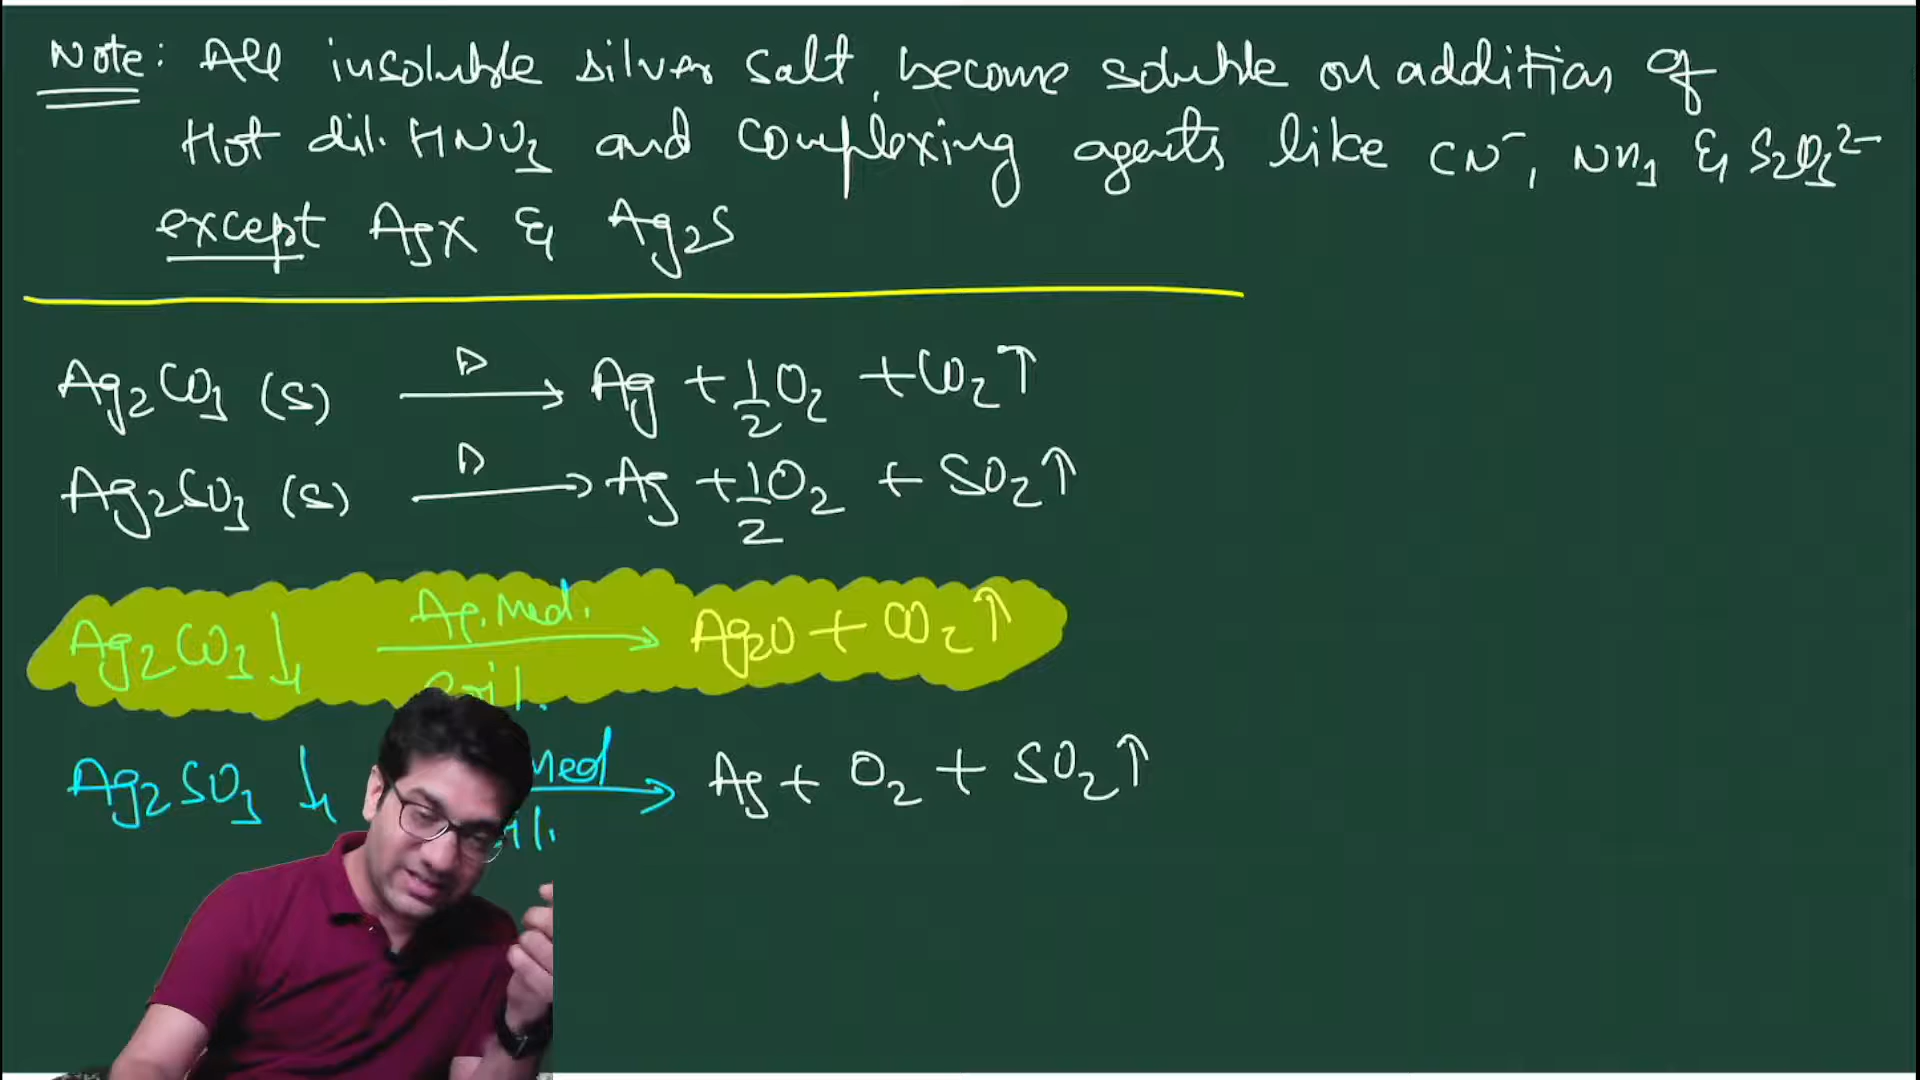 Note: All insoluble silver salt, become soluble on addition of
Hot dil. HNO3 and complexing agents like CN⁻, NH3 & S2O3²⁻
except AgX & Ag2S
Ag2CO3 (s) —Δ→ Ag + 1/2 O2 + CO2↑
Ag2SO3 (s) —Δ→ Ag + 1/2 O2 + SO2↑
Ag2CO3↓ —Aq. Med.→ Ag2O + CO2↑
Ag2SO3↓ Med → Ag + O2 + SO2↑